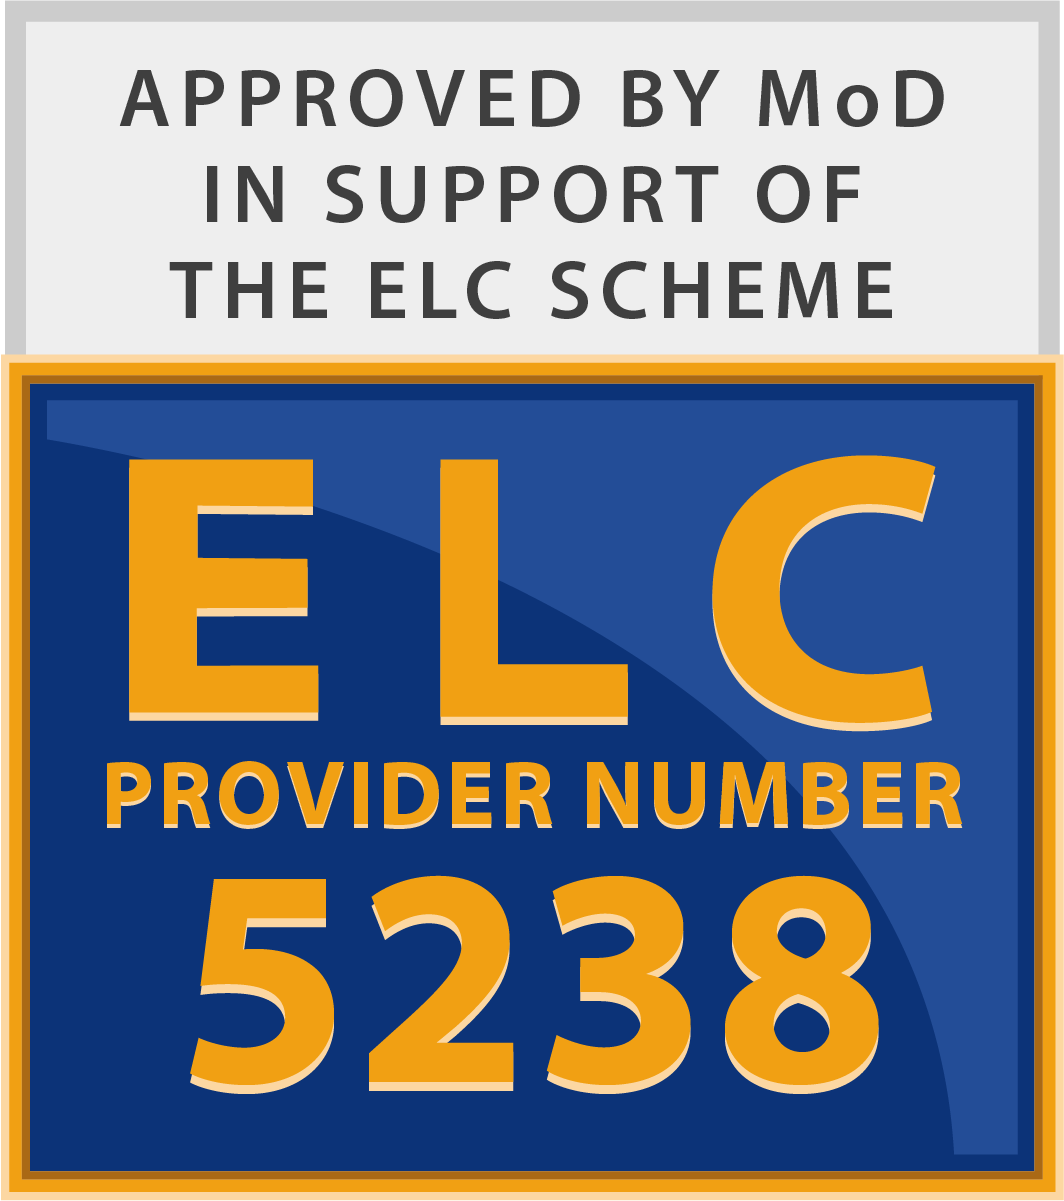 APPROVED BY MoD
IN SUPPORT OF
THE ELC SCHEME
ELC
PROVIDER NUMBER
5238